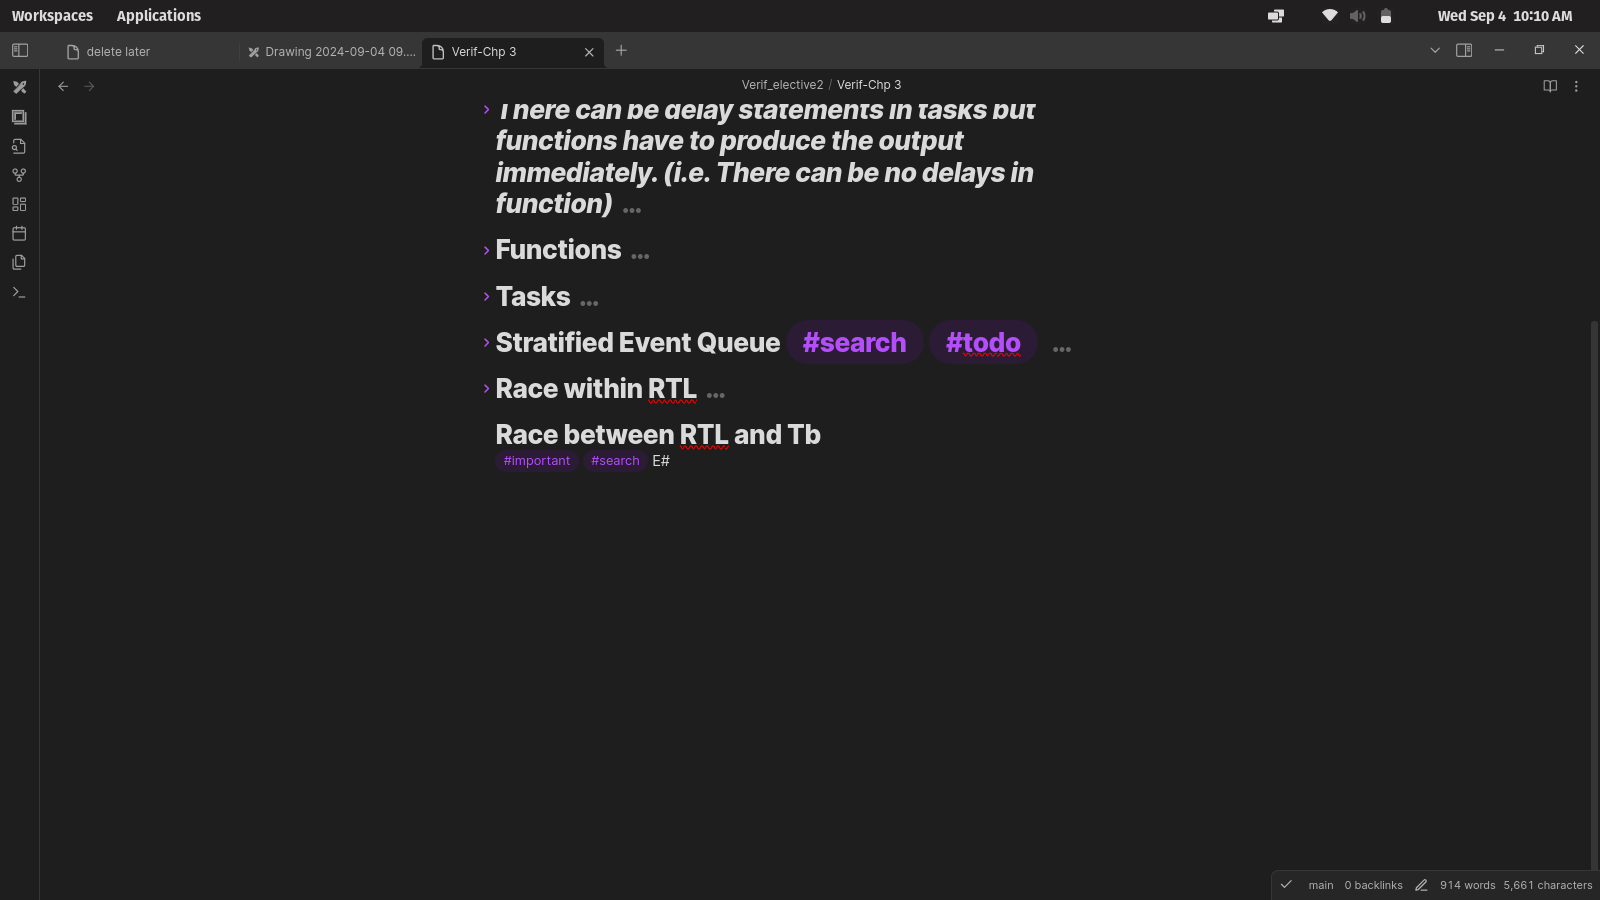 Workspaces Applications Wed Sep 4 10:10 AM
delete later Drawing 2024-09-04 09.... Verif-Chp 3
Verif_elective2 / Verif-Chp 3
There can be delay statements in tasks but
functions have to produce the output
immediately. (i.e. There can be no delays in
function) ...
Functions ...
Tasks ...
Stratified Event Queue #search #todo ...
Race within RTL ...
Race between RTL and Tb
#important #search E#
main 0 backlinks 914 words 5,661 characters